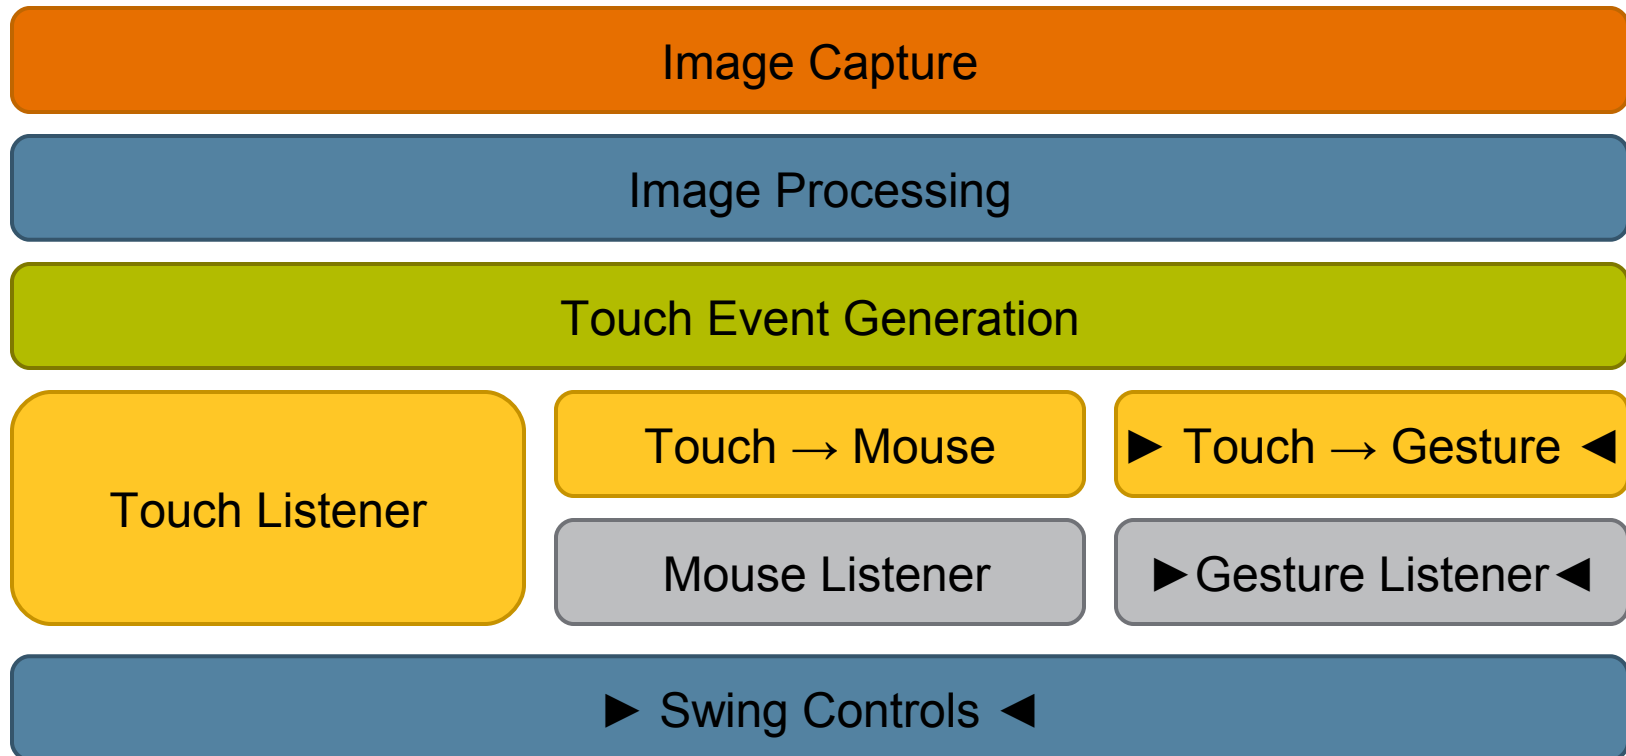 Image Capture
Image Processing
Touch Event Generation
Touch Listener
Touch → Mouse
► Touch → Gesture ◄
Mouse Listener
►Gesture Listener◄
► Swing Controls ◄